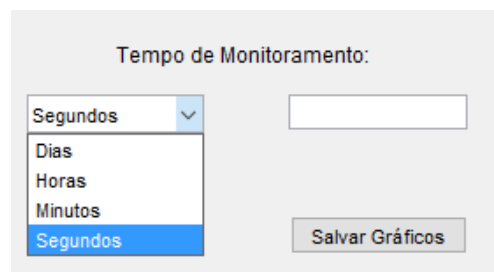 Tempo de Monitoramento:
Segundos
Dias
Horas
Minutos
Segundos
Salvar Gráficos